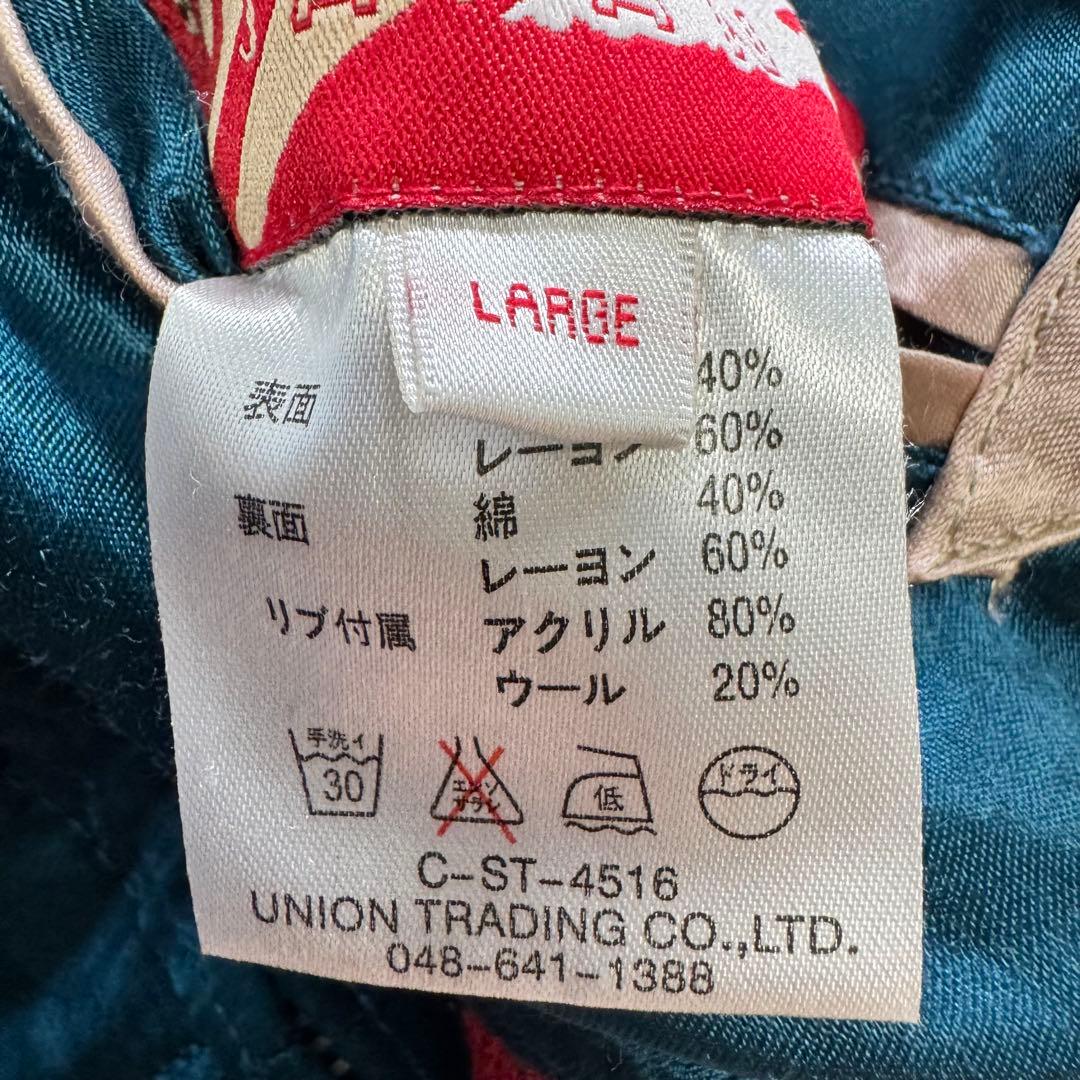 LARGE
表面 40%
レーヨン 60%
裏面 綿 40%
レーヨン 60%
リブ付属 アクリル 80%
ウール 20%
手洗イ 30 低 ドライ
C-ST-4516
UNION TRADING CO.,LTD.
048-641-1388